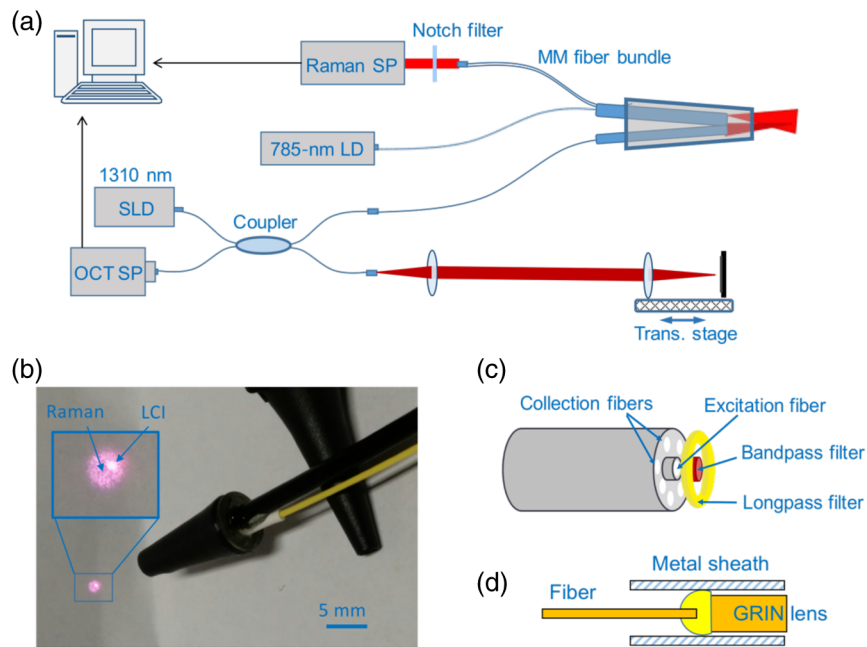 (a)
Notch filter
Raman SP
MM fiber bundle
785-nm LD
1310 nm
SLD
Coupler
OCT SP
Trans. stage
(b)
Raman
LCI
5 mm
(c)
Collection fibers
Excitation fiber
Bandpass filter
Longpass filter
(d)
Metal sheath
Fiber
GRIN lens